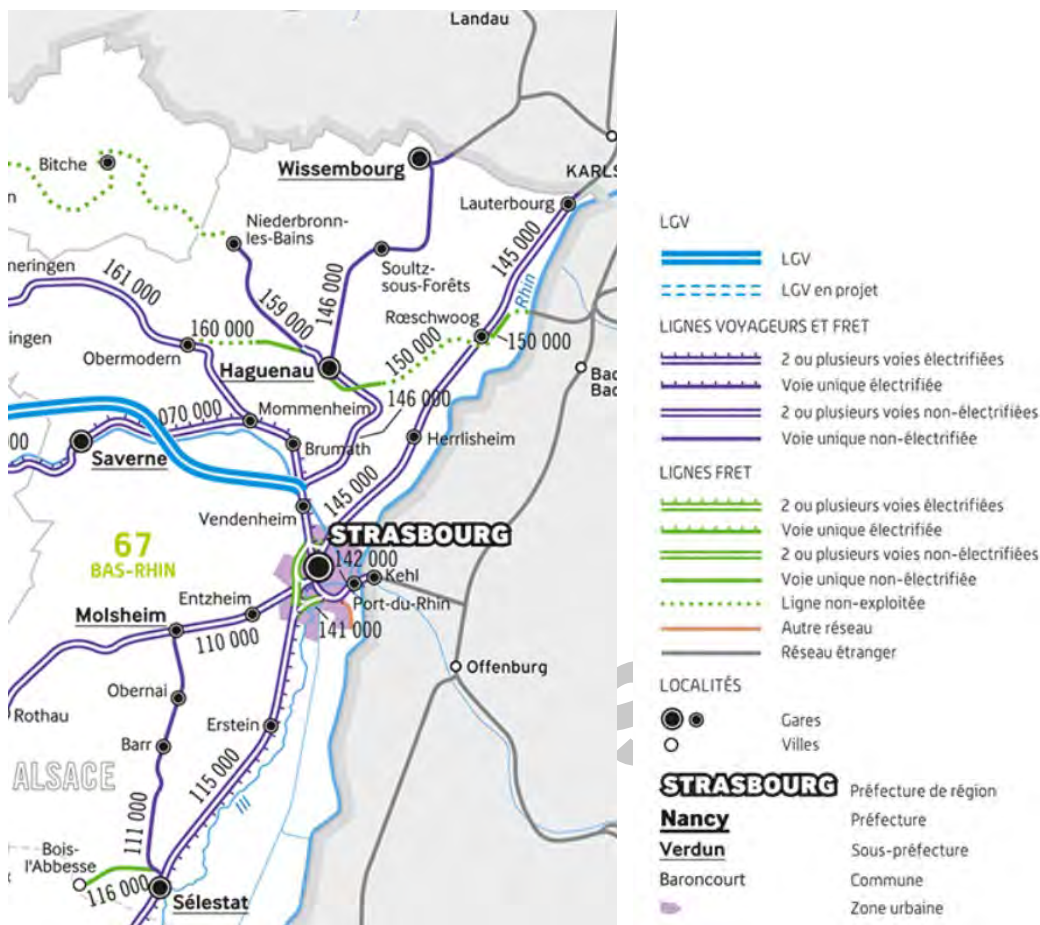 Landau
Bitche
Wissembourg
KARLS
n
Lauterbourg
Niederbronn-
les-Bains
145 000
meringen
161 000
Soultz-
sous-Forêts
146 000
159 000
Rhin
160 000
Rœschwoog
150 000
150 000
ingen
Obermodern
Haguenau
Bad
Bad
070 000
Mommenheim
146 000
000
Saverne
Brumath
Herrlisheim
145 000
Vendenheim
STRASBOURG
67
BAS-RHIN
142 000
Kehl
Entzheim
Port-du-Rhin
Molsheim
110 000
141 000
Offenburg
Obernai
Rothau
Erstein
Barr
ALSACE
115 000
Ill
111 000
Bois-
l'Abbesse
116 000
Sélestat
LGV
LGV
LGV en projet
LIGNES VOYAGEURS ET FRET
2 ou plusieurs voies électrifiées
Voie unique électrifiée
2 ou plusieurs voies non-électrifiées
Voie unique non-électrifiée
LIGNES FRET
2 ou plusieurs voies électrifiées
Voie unique électrifiée
2 ou plusieurs voies non-électrifiées
Voie unique non-électrifiée
Ligne non-exploitée
Autre réseau
Réseau étranger
LOCALITÉS
Gares
Villes
STRASBOURG Préfecture de région
Nancy Préfecture
Verdun Sous-préfecture
Baroncourt Commune
Zone urbaine